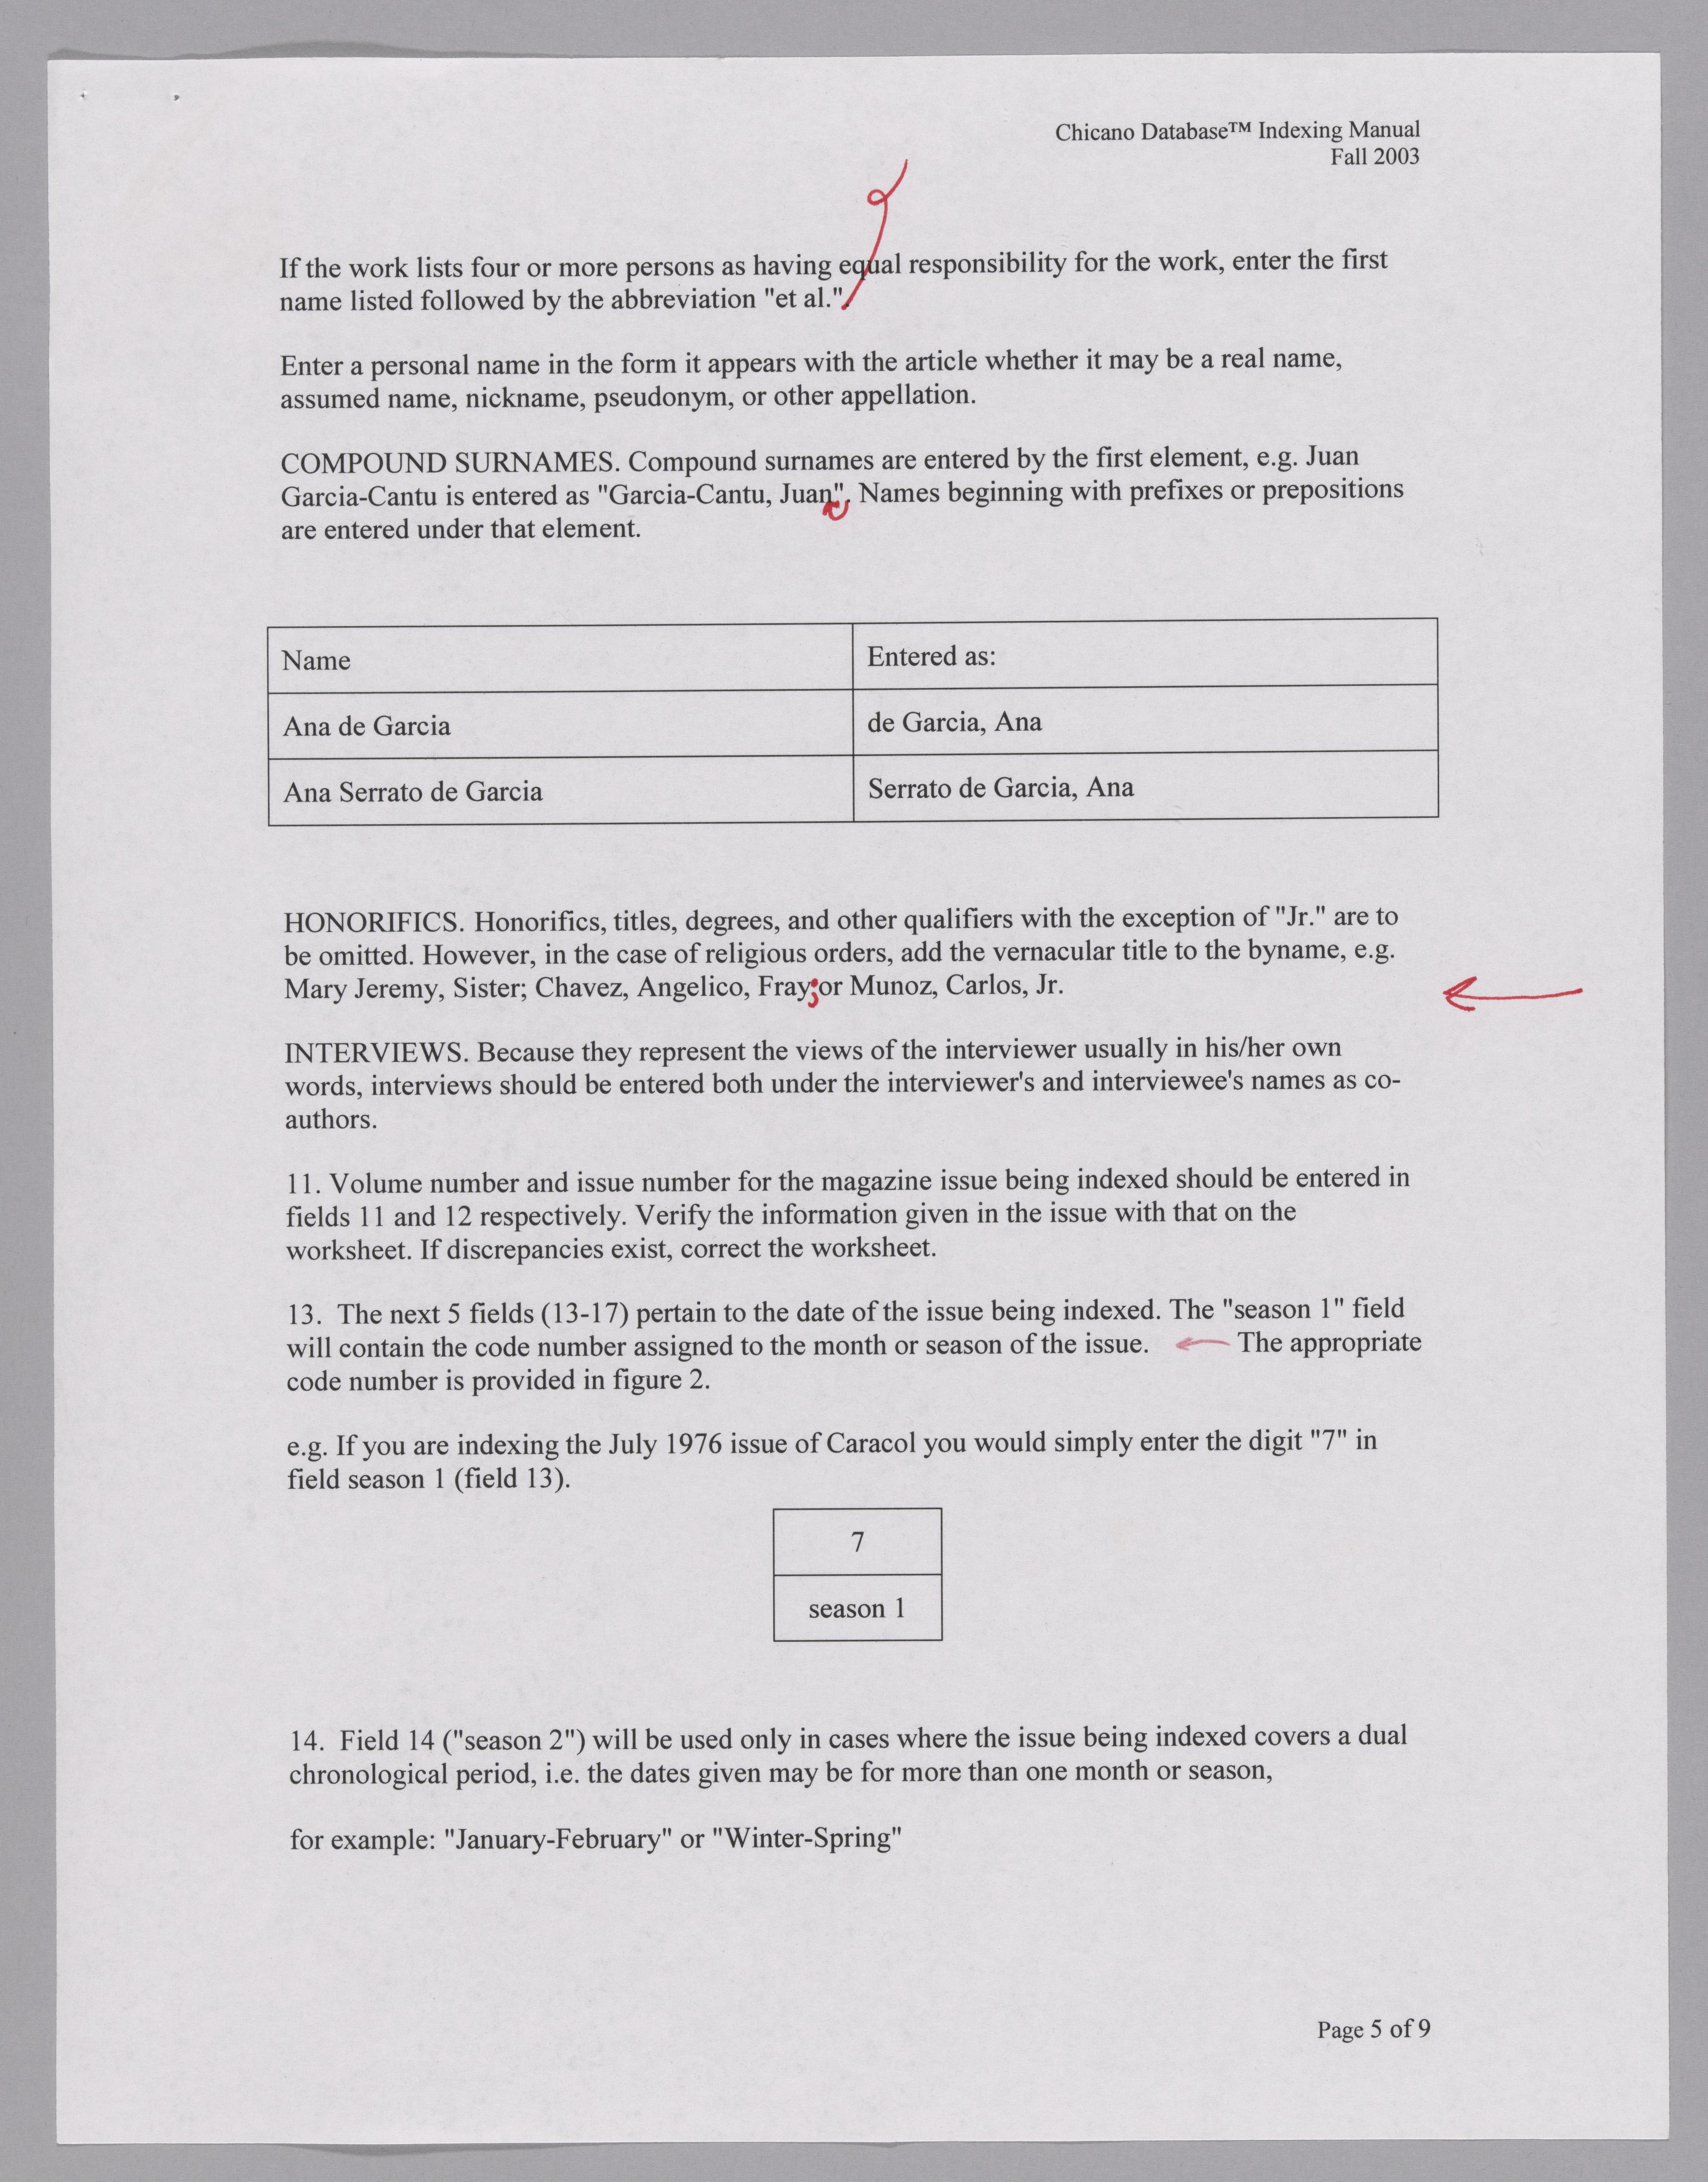 Chicano Database™ Indexing Manual
Fall 2003
If the work lists four or more persons as having equal responsibility for the work, enter the first
name listed followed by the abbreviation "et al.".
Enter a personal name in the form it appears with the article whether it may be a real name,
assumed name, nickname, pseudonym, or other appellation.
COMPOUND SURNAMES. Compound surnames are entered by the first element, e.g. Juan
Garcia-Cantu is entered as "Garcia-Cantu, Juan". Names beginning with prefixes or prepositions
are entered under that element.
Name Entered as:
Ana de Garcia de Garcia, Ana
Ana Serrato de Garcia Serrato de Garcia, Ana
HONORIFICS. Honorifics, titles, degrees, and other qualifiers with the exception of "Jr." are to
be omitted. However, in the case of religious orders, add the vernacular title to the byname, e.g.
Mary Jeremy, Sister; Chavez, Angelico, Fray; or Munoz, Carlos, Jr.
INTERVIEWS. Because they represent the views of the interviewer usually in his/her own
words, interviews should be entered both under the interviewer's and interviewee's names as co-
authors.
11. Volume number and issue number for the magazine issue being indexed should be entered in
fields 11 and 12 respectively. Verify the information given in the issue with that on the
worksheet. If discrepancies exist, correct the worksheet.
13. The next 5 fields (13-17) pertain to the date of the issue being indexed. The "season 1" field
will contain the code number assigned to the month or season of the issue. The appropriate
code number is provided in figure 2.
e.g. If you are indexing the July 1976 issue of Caracol you would simply enter the digit "7" in
field season 1 (field 13).
7
season 1
14. Field 14 ("season 2") will be used only in cases where the issue being indexed covers a dual
chronological period, i.e. the dates given may be for more than one month or season,
for example: "January-February" or "Winter-Spring"
Page 5 of 9